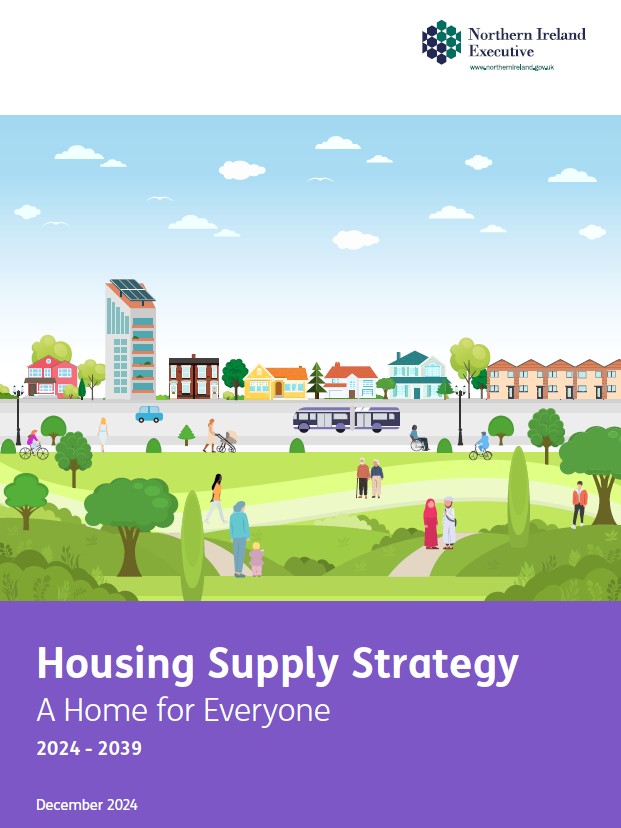 Northern Ireland
Executive
www.northernireland.gov.uk
Housing Supply Strategy
A Home for Everyone
2024 - 2039
December 2024